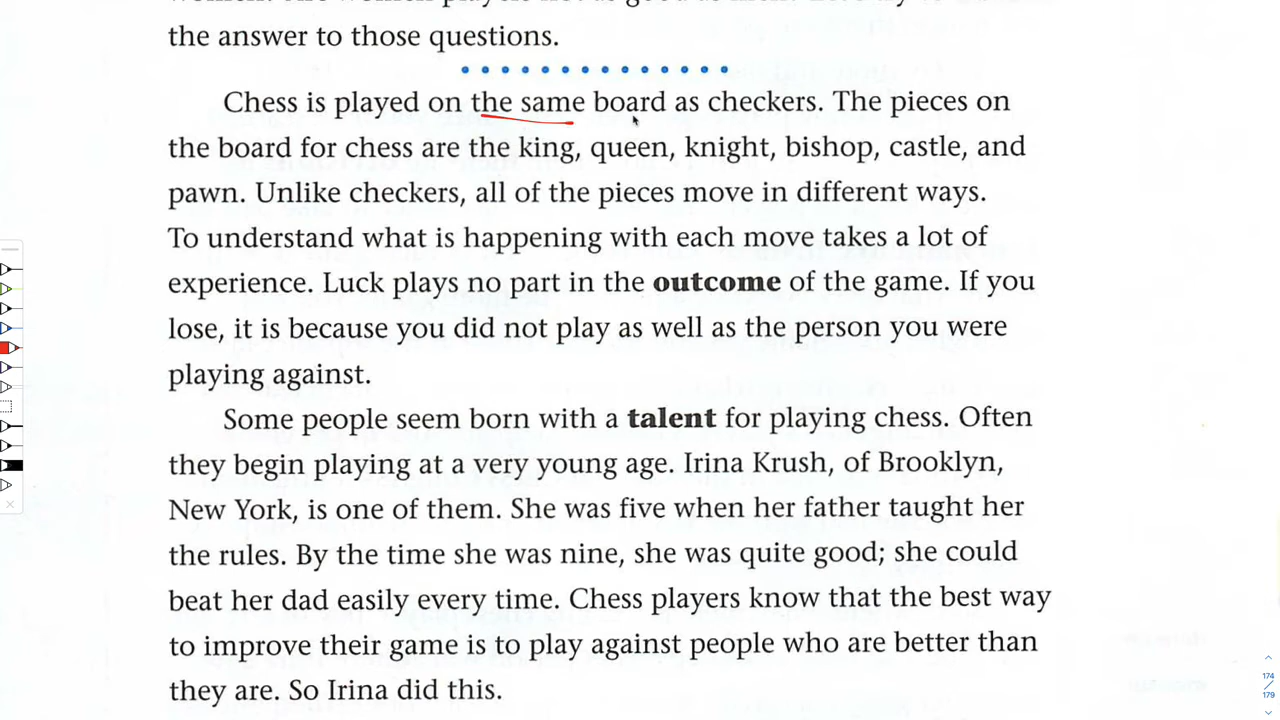 the answer to those questions.
Chess is played on the same board as checkers. The pieces on
the board for chess are the king, queen, knight, bishop, castle, and
pawn. Unlike checkers, all of the pieces move in different ways.
To understand what is happening with each move takes a lot of
experience. Luck plays no part in the outcome of the game. If you
lose, it is because you did not play as well as the person you were
playing against.
Some people seem born with a talent for playing chess. Often
they begin playing at a very young age. Irina Krush, of Brooklyn,
New York, is one of them. She was five when her father taught her
the rules. By the time she was nine, she was quite good; she could
beat her dad easily every time. Chess players know that the best way
to improve their game is to play against people who are better than
they are. So Irina did this.
174
179